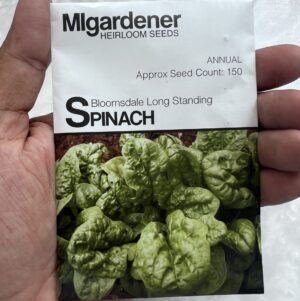 MIgardener
HEIRLOOM SEEDS
ANNUAL
Approx Seed Count: 150
Bloomsdale Long Standing
SPINACH